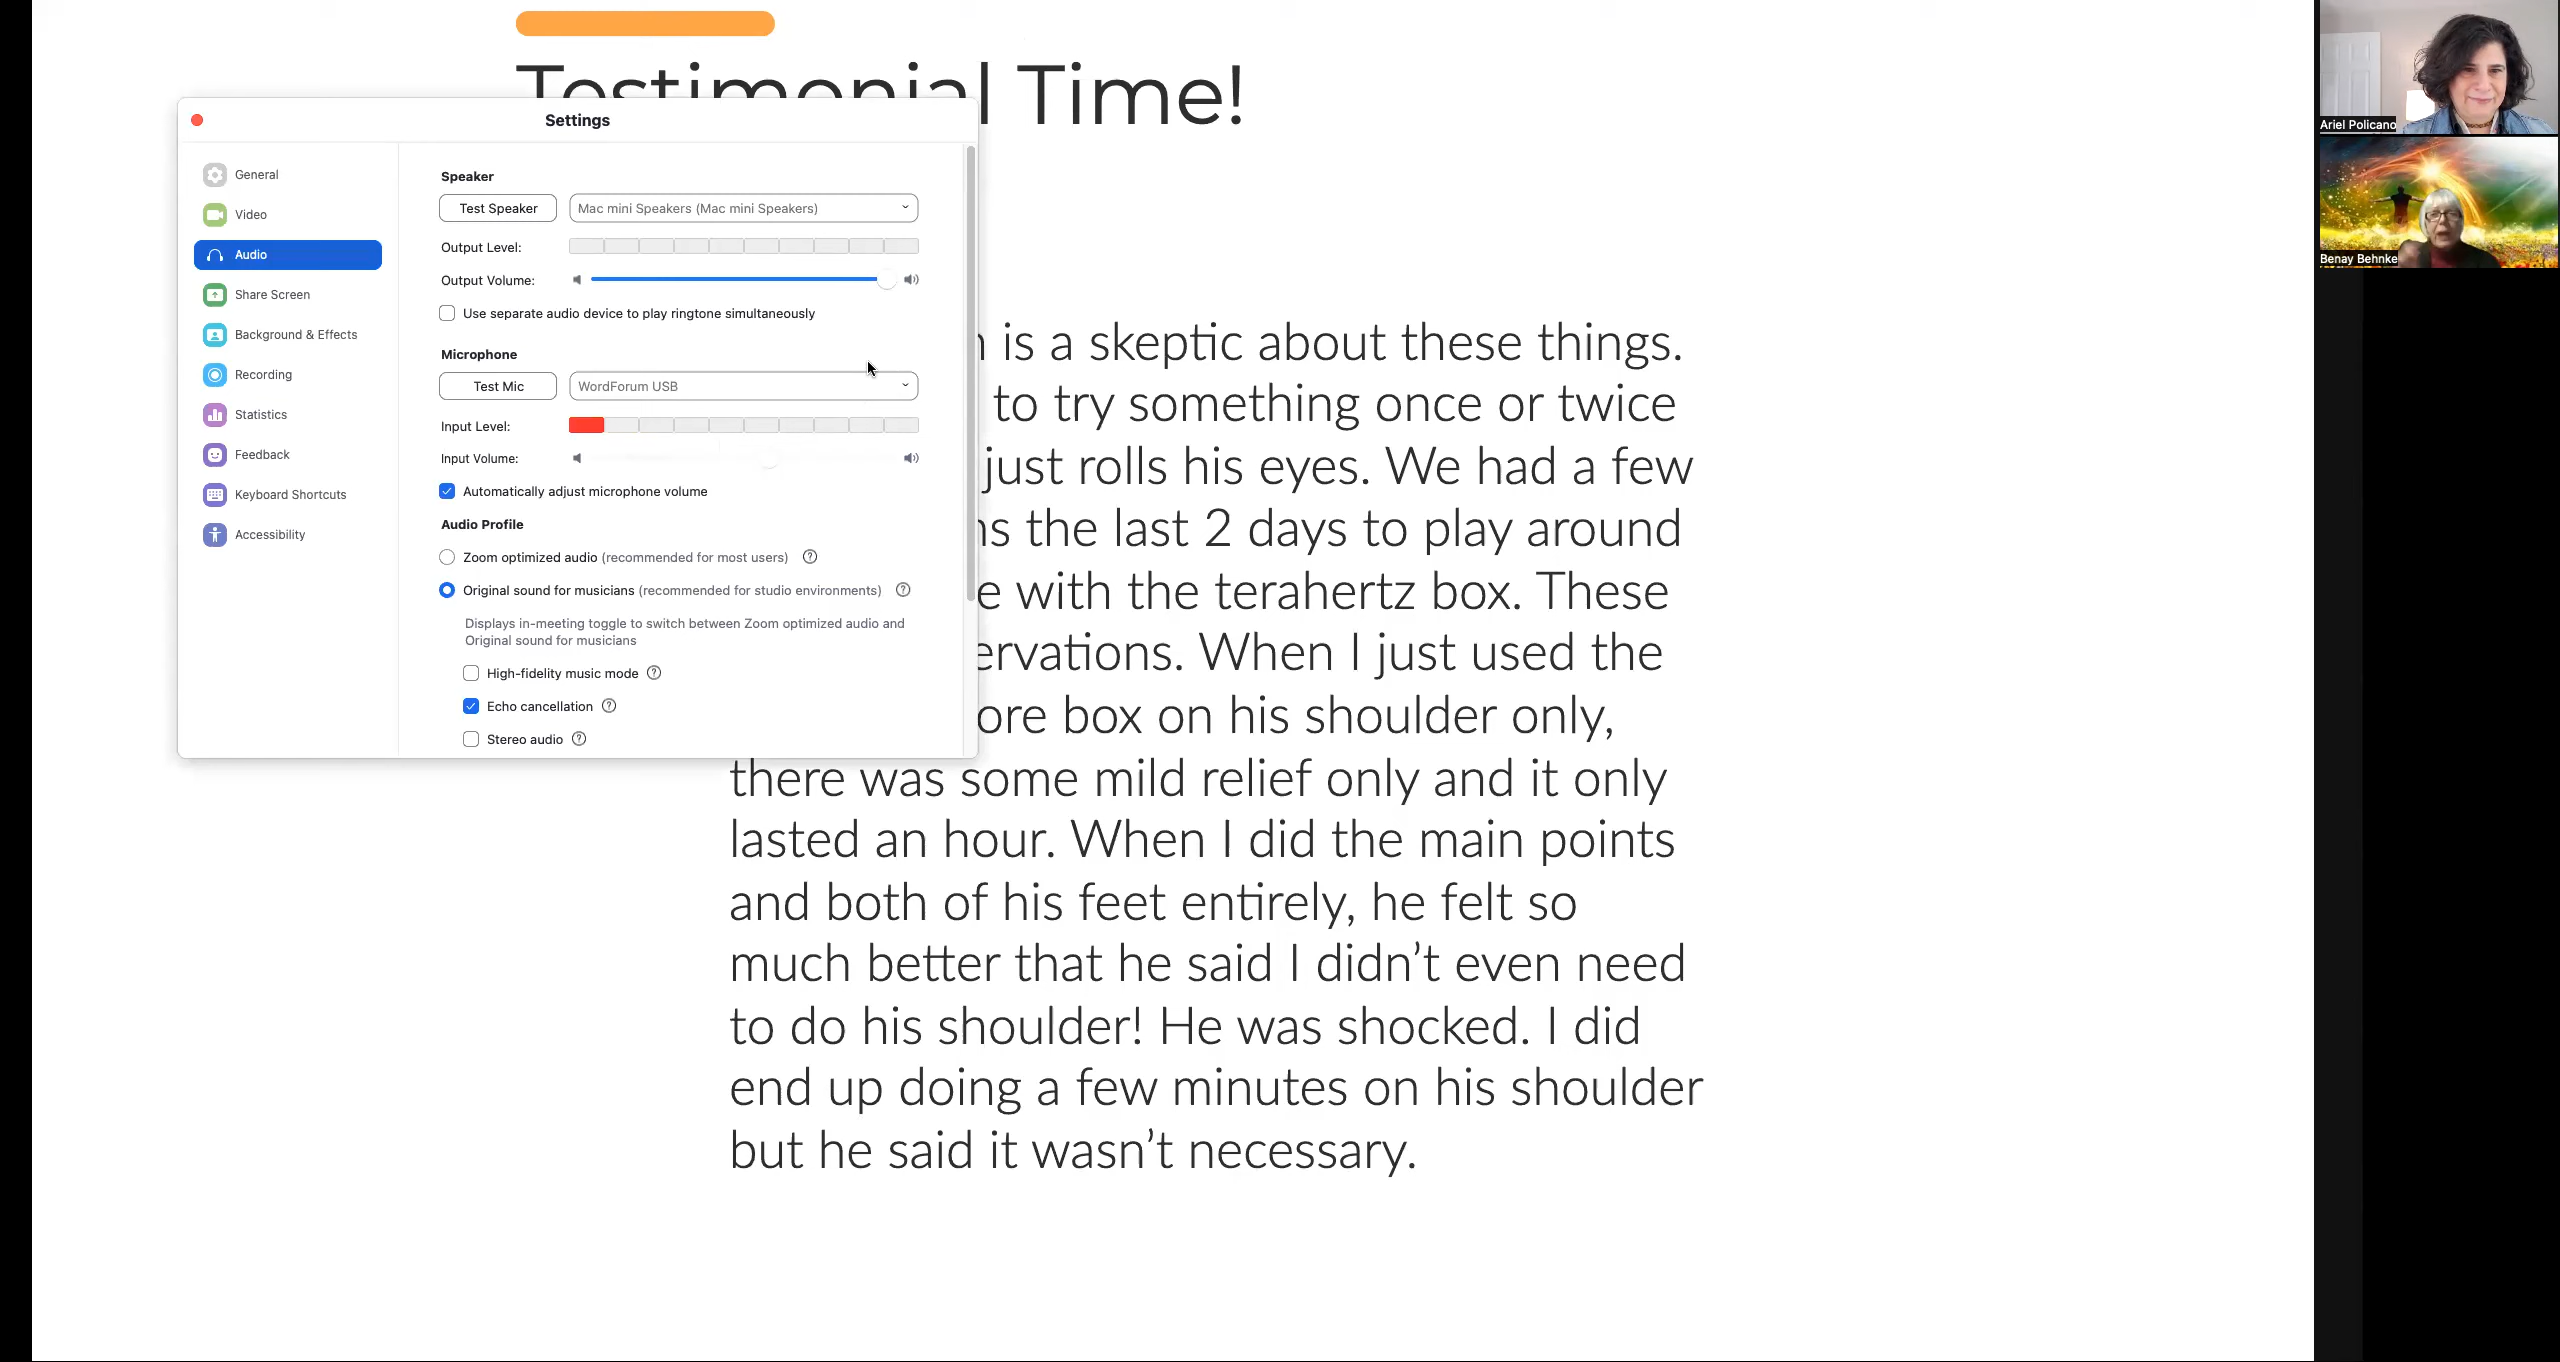 Testimonial Time!
Settings
General
Video
Audio
Share Screen
Background & Effects
Recording
Statistics
Feedback
Keyboard Shortcuts
Accessibility
Speaker
Test Speaker
Mac mini Speakers (Mac mini Speakers)
Output Level:
Output Volume:
Use separate audio device to play ringtone simultaneously
Microphone
Test Mic
WordForum USB
Input Level:
Input Volume:
Automatically adjust microphone volume
Audio Profile
Zoom optimized audio (recommended for most users)
Original sound for musicians (recommended for studio environments)
Displays in-meeting toggle to switch between Zoom optimized audio and
Original sound for musicians
High-fidelity music mode
Echo cancellation
Stereo audio
is a skeptic about these things.
to try something once or twice
just rolls his eyes. We had a few
the last 2 days to play around
with the terahertz box. These
When I just used the
box on his shoulder only,
there was some mild relief only and it only
lasted an hour. When I did the main points
and both of his feet entirely, he felt so
much better that he said I didn’t even need
to do his shoulder! He was shocked. I did
end up doing a few minutes on his shoulder
but he said it wasn’t necessary.
Ariel Policano
Benay Behnke